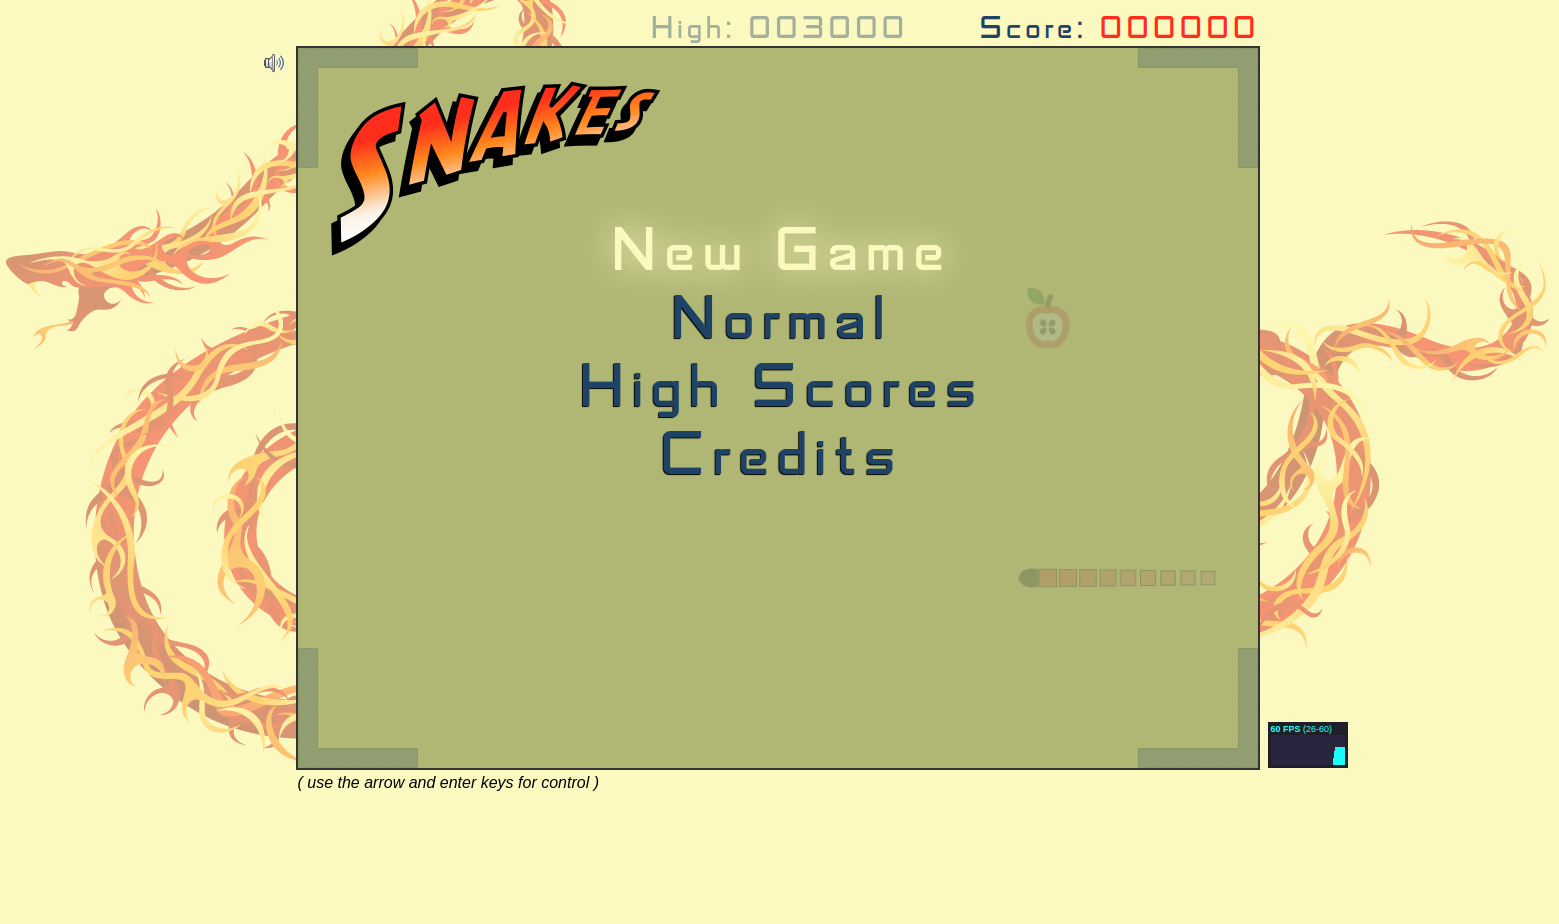 High: 003000 Score: 000000
SNAKES
New Game
Normal
High Scores
Credits
60 FPS (26-60)
( use the arrow and enter keys for control )